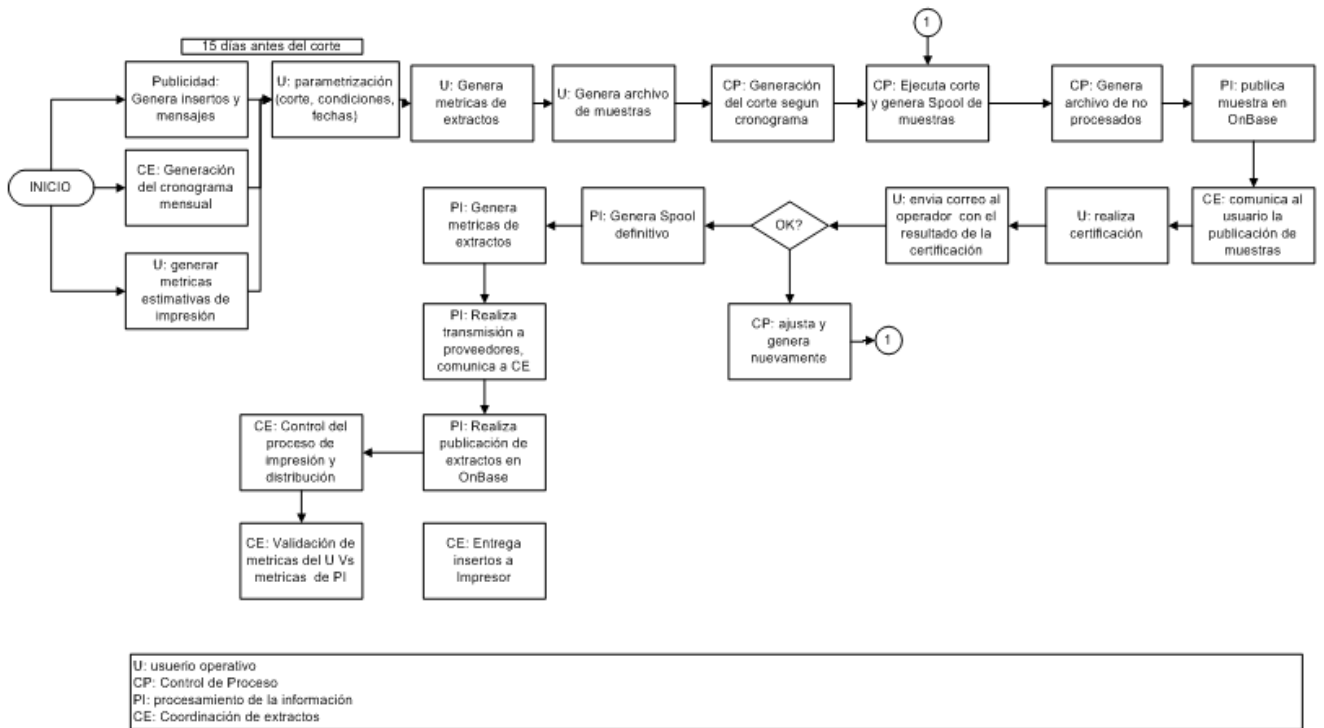 1
15 días antes del corte
Publicidad:
Genera insertos y
mensajes
U: parametrización
(corte, condiciones,
fechas)
U: Genera
metricas de
extractos
U: Genera archivo
de muestras
CP: Generación
del corte segun
cronograma
CP: Ejecuta corte
y genera Spool de
muestras
CP: Genera
archivo de no
procesados
PI: publica
muestra en
OnBase
INICIO
CE: Generación
del cronograma
mensual
U: generar
metricas
estimativas de
impresión
CE: comunica al
usuario la
publicación de
muestras
U: realiza
certificación
U: envia correo al
operador con el
resultado de la
certificación
OK?
PI: Genera Spool
definitivo
PI: Genera
metricas de
extractos
CP: ajusta y
genera
nuevamente
1
PI: Realiza
transmisión a
proveedores,
comunica a CE
PI: Realiza
publicación de
extractos en
OnBase
CE: Control del
proceso de
impresión y
distribución
CE: Validación de
metricas del U Vs
metricas de PI
CE: Entrega
insertos a
Impresor
U: usuerio operativo
CP: Control de Proceso
PI: procesamiento de la información
CE: Coordinación de extractos